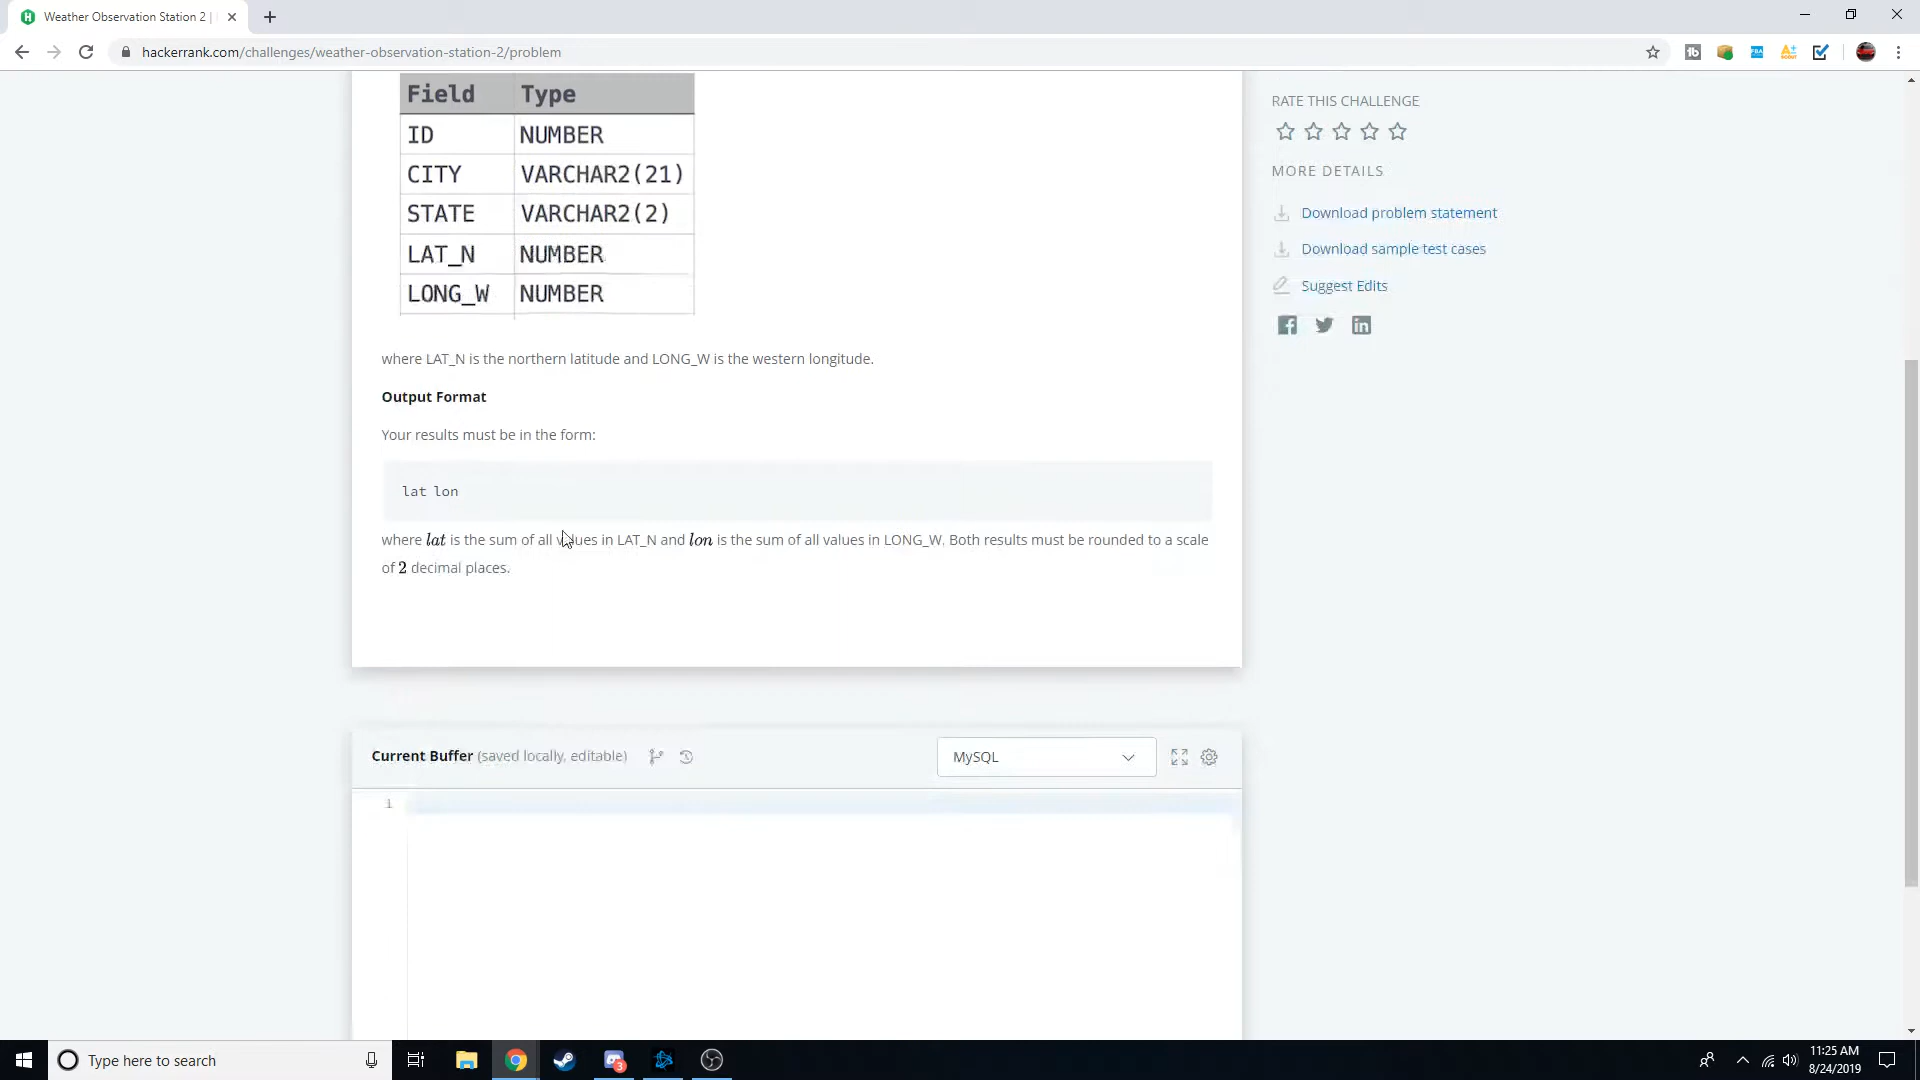 Weather Observation Station 2 |
hackerrank.com/challenges/weather-observation-station-2/problem
Field Type
ID NUMBER
CITY VARCHAR2(21)
STATE VARCHAR2(2)
LAT_N NUMBER
LONG_W NUMBER
where LAT_N is the northern latitude and LONG_W is the western longitude.
Output Format
Your results must be in the form:
lat lon
where lat is the sum of all values in LAT_N and lon is the sum of all values in LONG_W. Both results must be rounded to a scale
of 2 decimal places.
RATE THIS CHALLENGE
MORE DETAILS
Download problem statement
Download sample test cases
Suggest Edits
Current Buffer (saved locally, editable)
MySQL
1
Type here to search
3
11:25 AM
8/24/2019